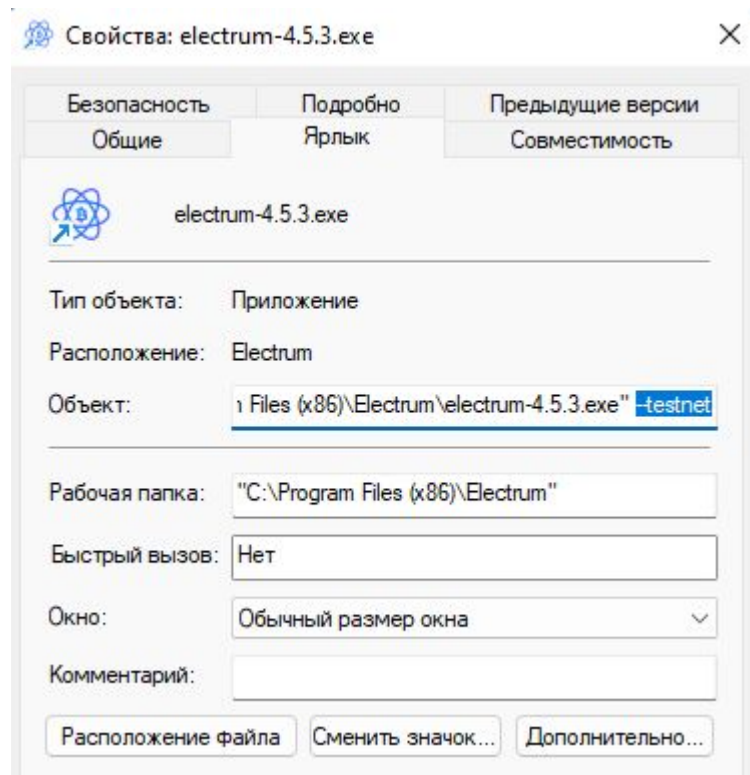 Свойства: electrum-4.5.3.exe
Безопасность Подробно Предыдущие версии
Общие Ярлык Совместимость
electrum-4.5.3.exe
Тип объекта: Приложение
Расположение: Electrum
Объект: n Files (x86)\Electrum\electrum-4.5.3.exe" --testnet
Рабочая папка: "C:\Program Files (x86)\Electrum"
Быстрый вызов: Нет
Окно: Обычный размер окна
Комментарий:
Расположение файла Сменить значок... Дополнительно...